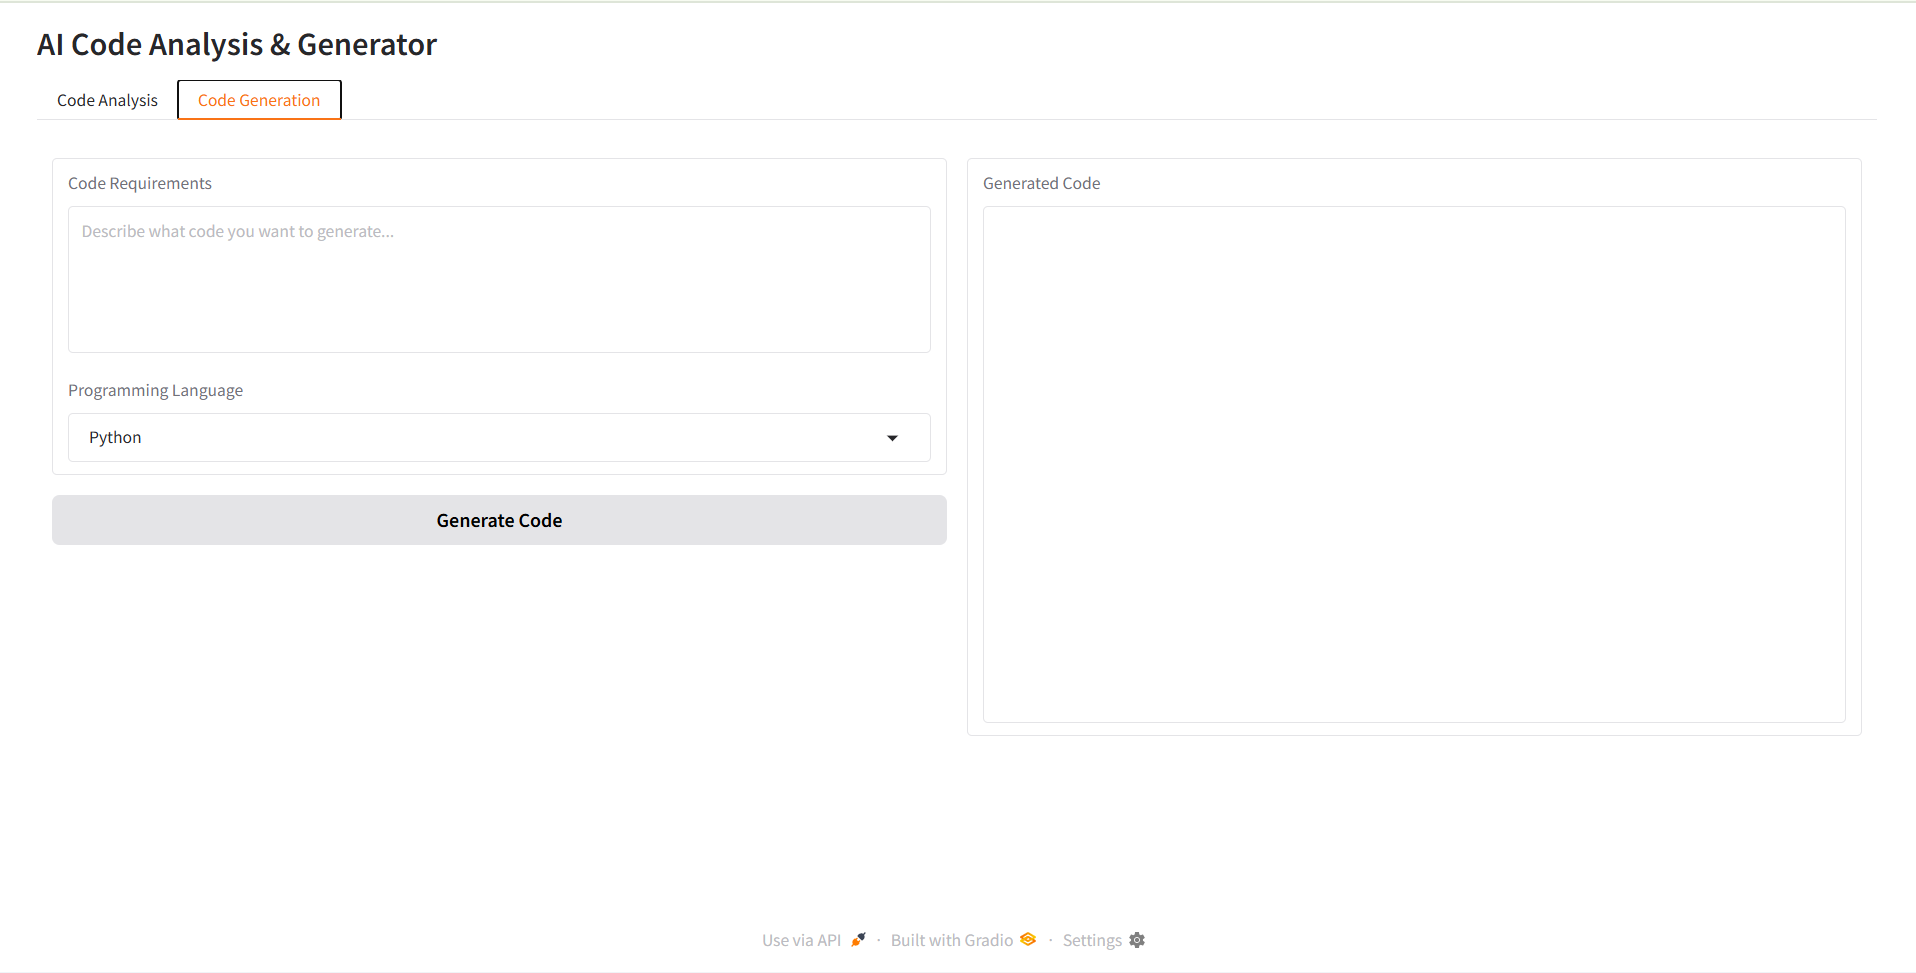 AI Code Analysis & Generator
Code Analysis
Code Generation
Code Requirements
Describe what code you want to generate...
Programming Language
Python
Generate Code
Generated Code
Use via API · Built with Gradio · Settings